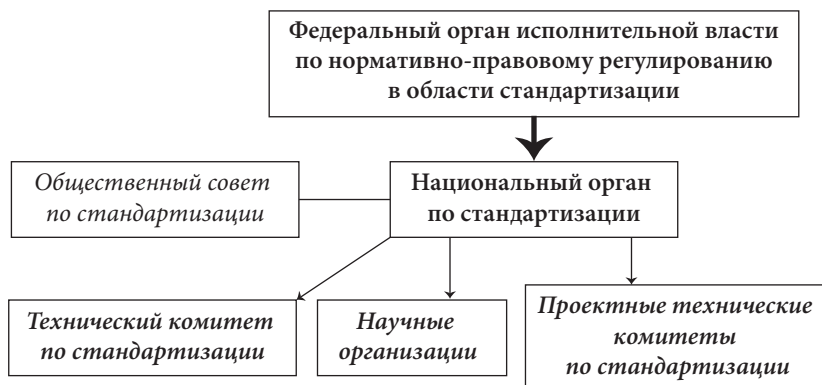 Федеральный орган исполнительной власти
по нормативно-правовому регулированию
в области стандартизации
Общественный совет
по стандартизации
Национальный орган
по стандартизации
Технический комитет
по стандартизации
Научные
организации
Проектные технические
комитеты
по стандартизации